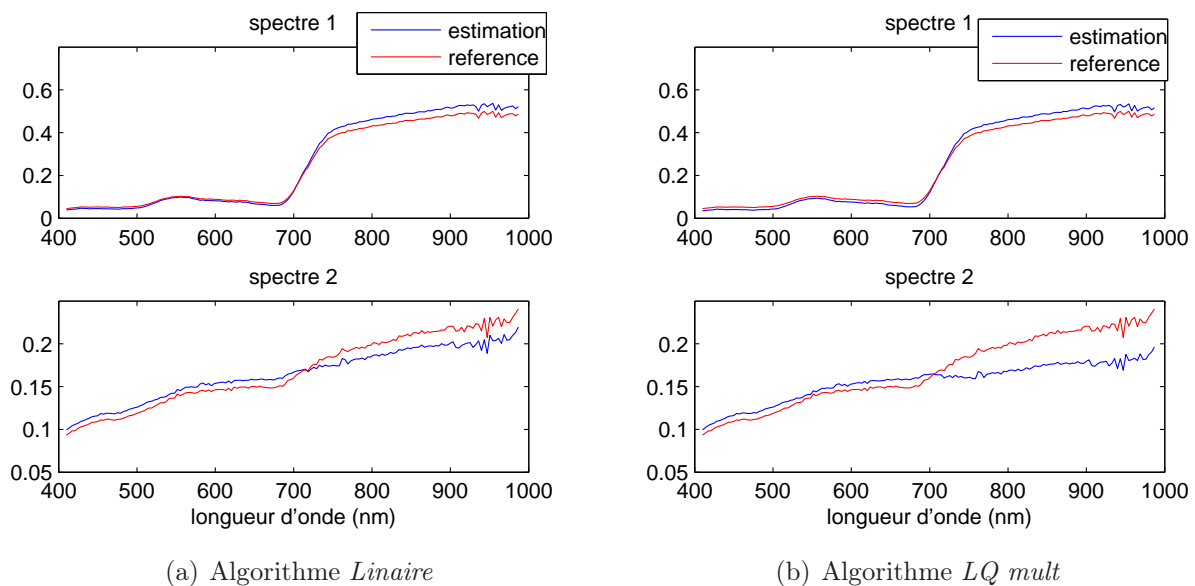 spectre 1
estimation
reference
0.6
0.4
0.2
0
400 500 600 700 800 900 1000
spectre 2
0.2
0.15
0.1
0.05
400 500 600 700 800 900 1000
longueur d'onde (nm)
(a) Algorithme Linaire
spectre 1
estimation
reference
0.6
0.4
0.2
0
400 500 600 700 800 900 1000
spectre 2
0.2
0.15
0.1
0.05
400 500 600 700 800 900 1000
longueur d'onde (nm)
(b) Algorithme LQ mult